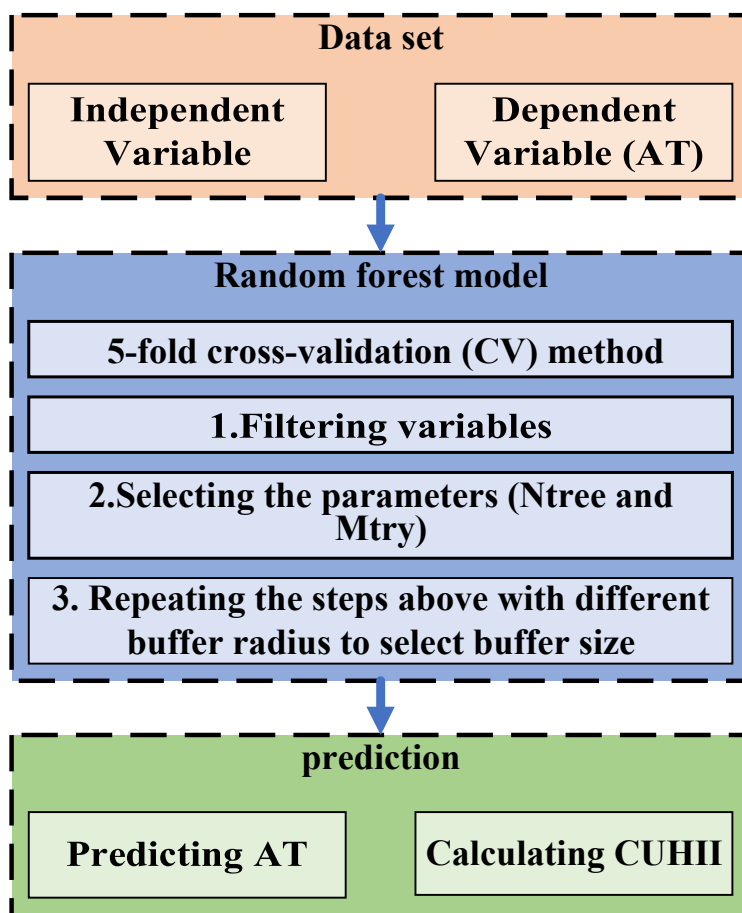 Data set
Independent
Variable
Dependent
Variable (AT)
Random forest model
5-fold cross-validation (CV) method
1.Filtering variables
2.Selecting the parameters (Ntree and
Mtry)
3. Repeating the steps above with different
buffer radius to select buffer size
prediction
Predicting AT
Calculating CUHII